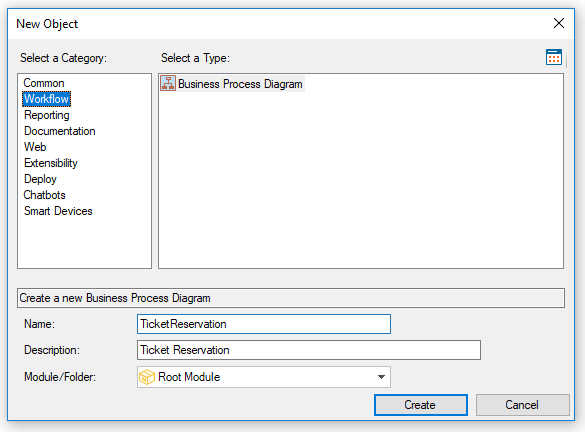 New Object
Select a Category:
Select a Type:
Common
Workflow
Reporting
Documentation
Web
Extensibility
Deploy
Chatbots
Smart Devices
Business Process Diagram
Create a new Business Process Diagram
Name:
TicketReservation
Description:
Ticket Reservation
Module/Folder:
Root Module
Create
Cancel